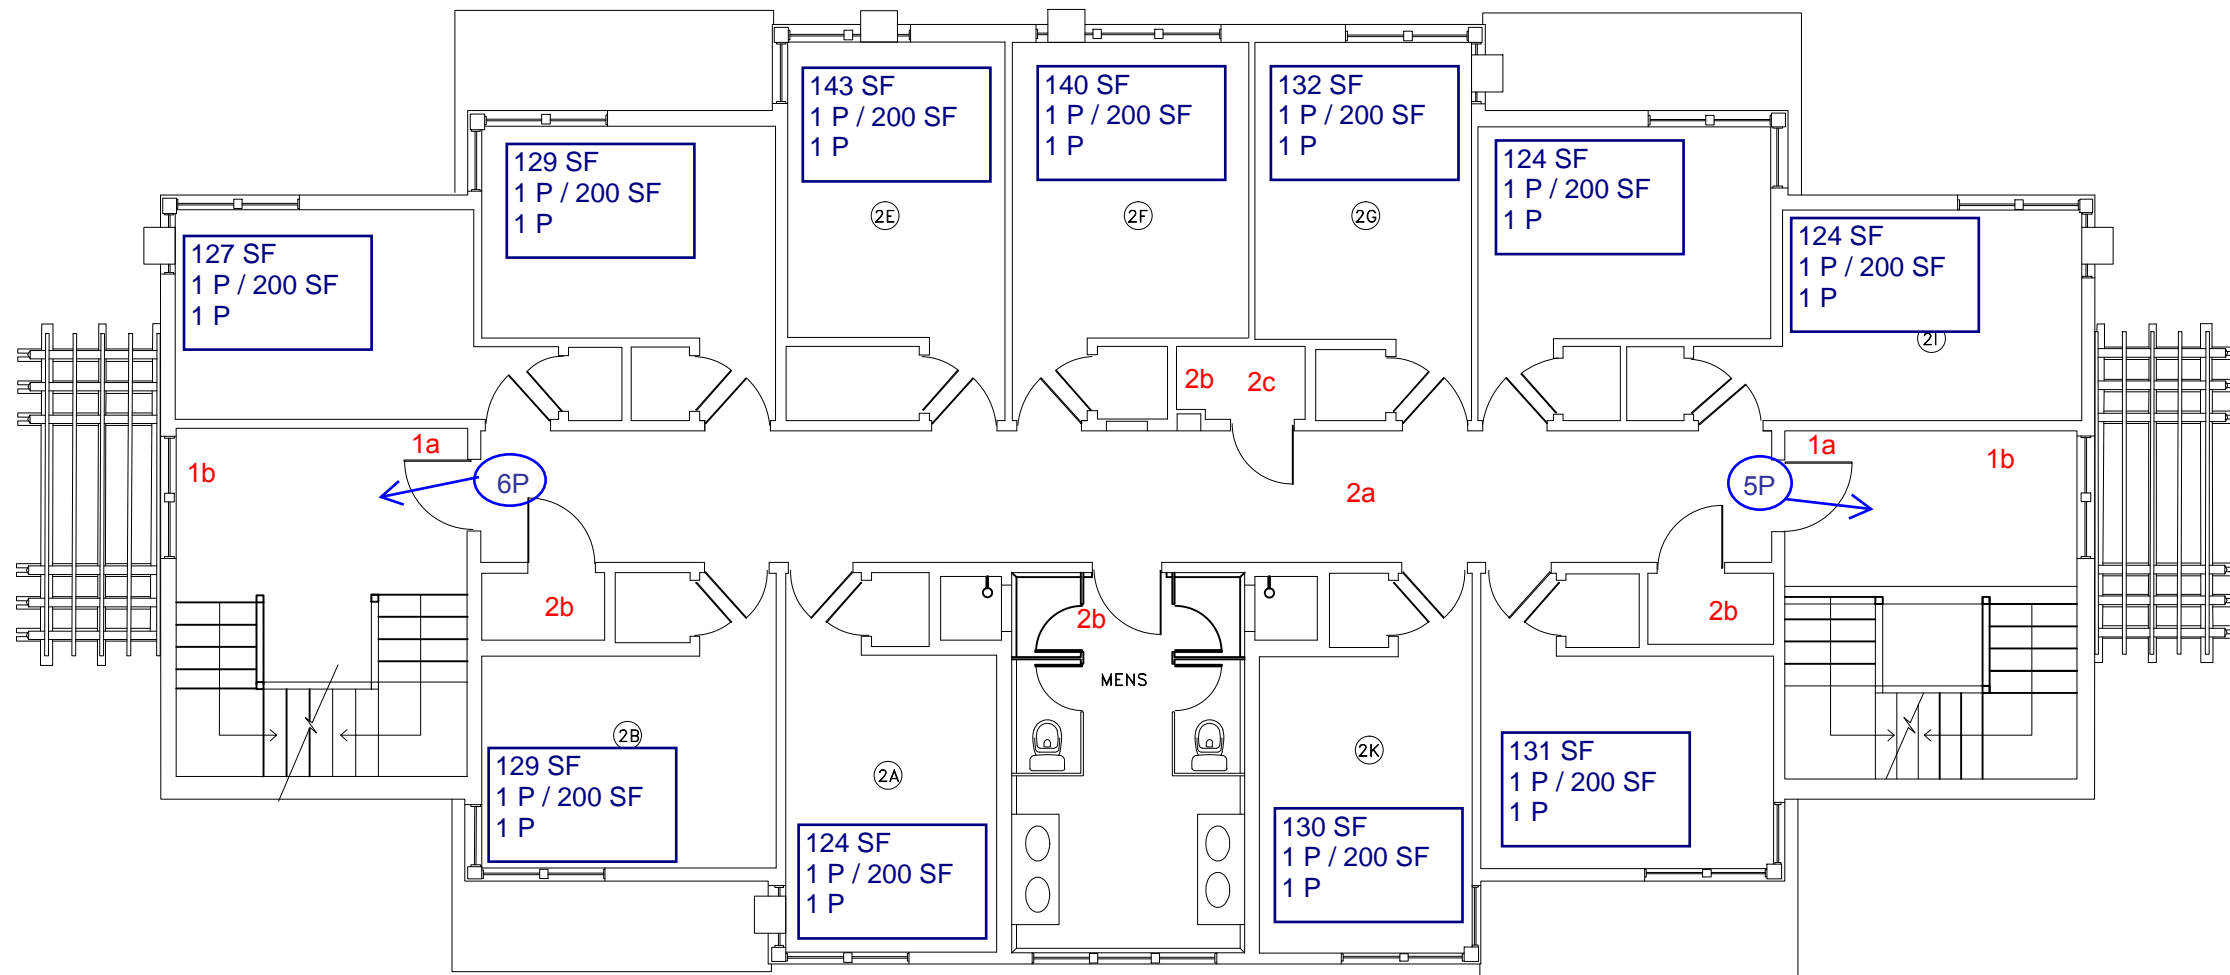 143 SF
1 P / 200 SF
1 P
140 SF
1 P / 200 SF
1 P
132 SF
1 P / 200 SF
1 P
129 SF
1 P / 200 SF
1 P
124 SF
1 P / 200 SF
1 P
2E
2F
2G
127 SF
1 P / 200 SF
1 P
124 SF
1 P / 200 SF
1 P
2I
2b
2c
1a
1b
6P
2a
5P
1a
1b
2b
2b
2b
MENS
2B
129 SF
1 P / 200 SF
1 P
2A
124 SF
1 P / 200 SF
1 P
2K
130 SF
1 P / 200 SF
1 P
131 SF
1 P / 200 SF
1 P